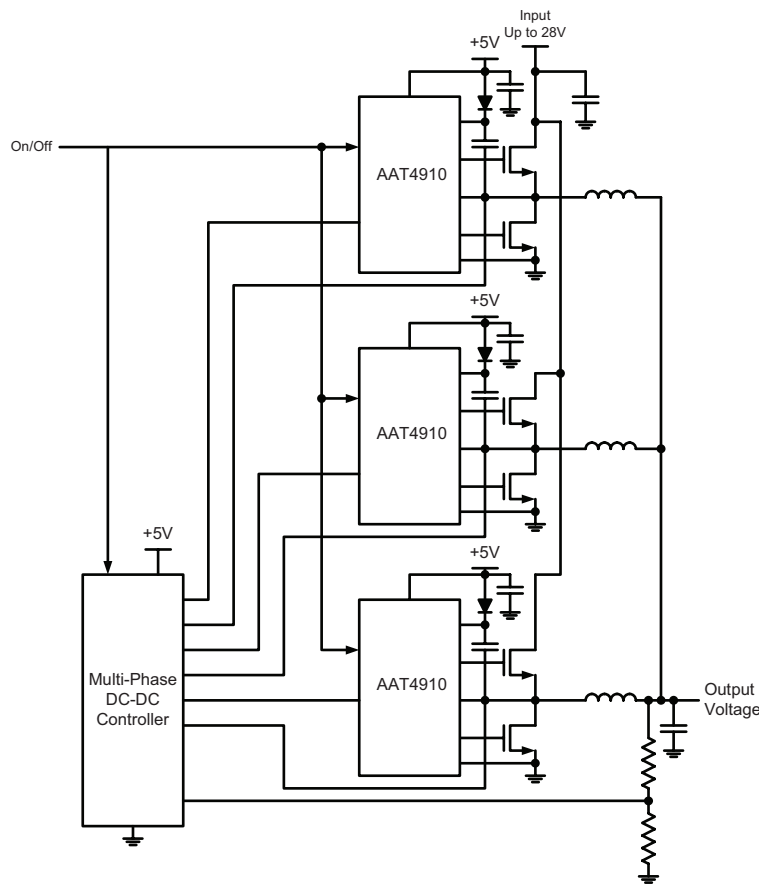 Input
Up to 28V
+5V
On/Off
AAT4910
+5V
AAT4910
+5V
+5V
AAT4910
Multi-Phase
DC-DC
Controller
Output
Voltage